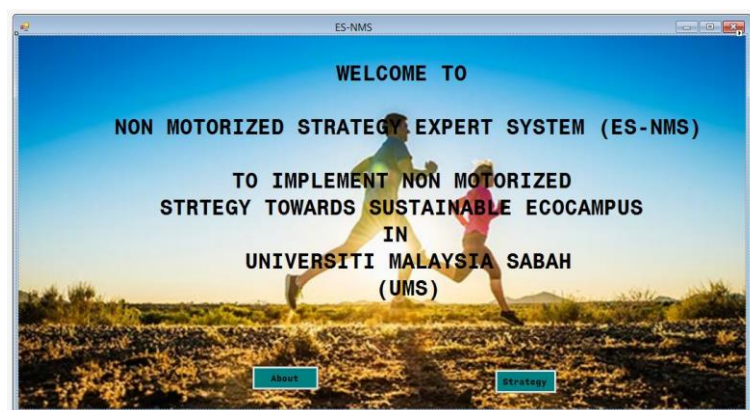 ES-NMS
WELCOME TO
NON MOTORIZED STRATEGY EXPERT SYSTEM (ES-NMS)
TO IMPLEMENT NON MOTORIZED
STRTEGY TOWARDS SUSTAINABLE ECOCAMPUS
IN
UNIVERSITI MALAYSIA SABAH
(UMS)
About
Strategy